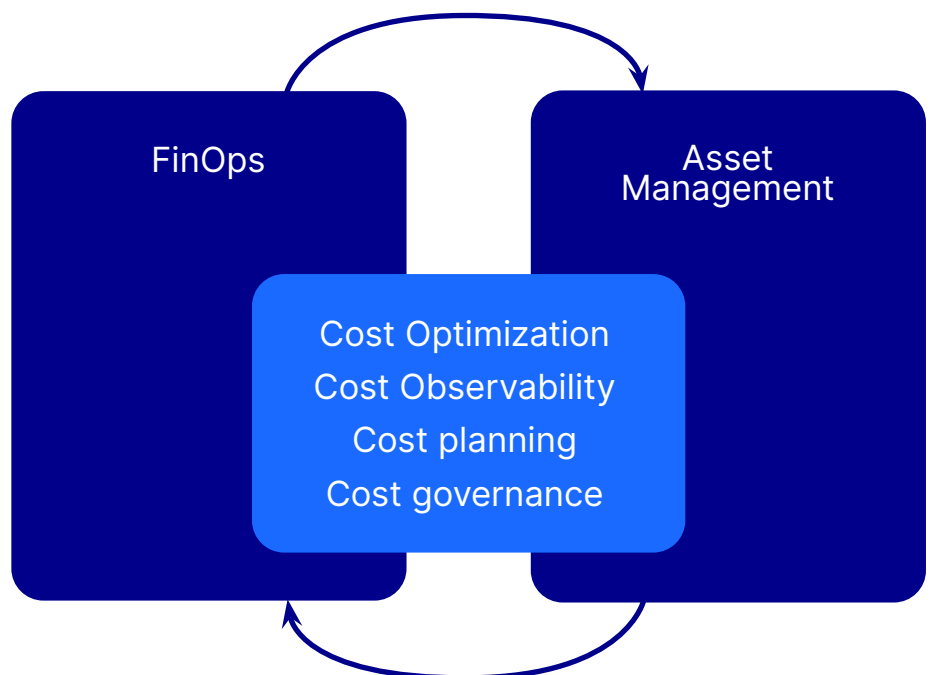 FinOps
Asset
Management
Cost Optimization
Cost Observability
Cost planning
Cost governance